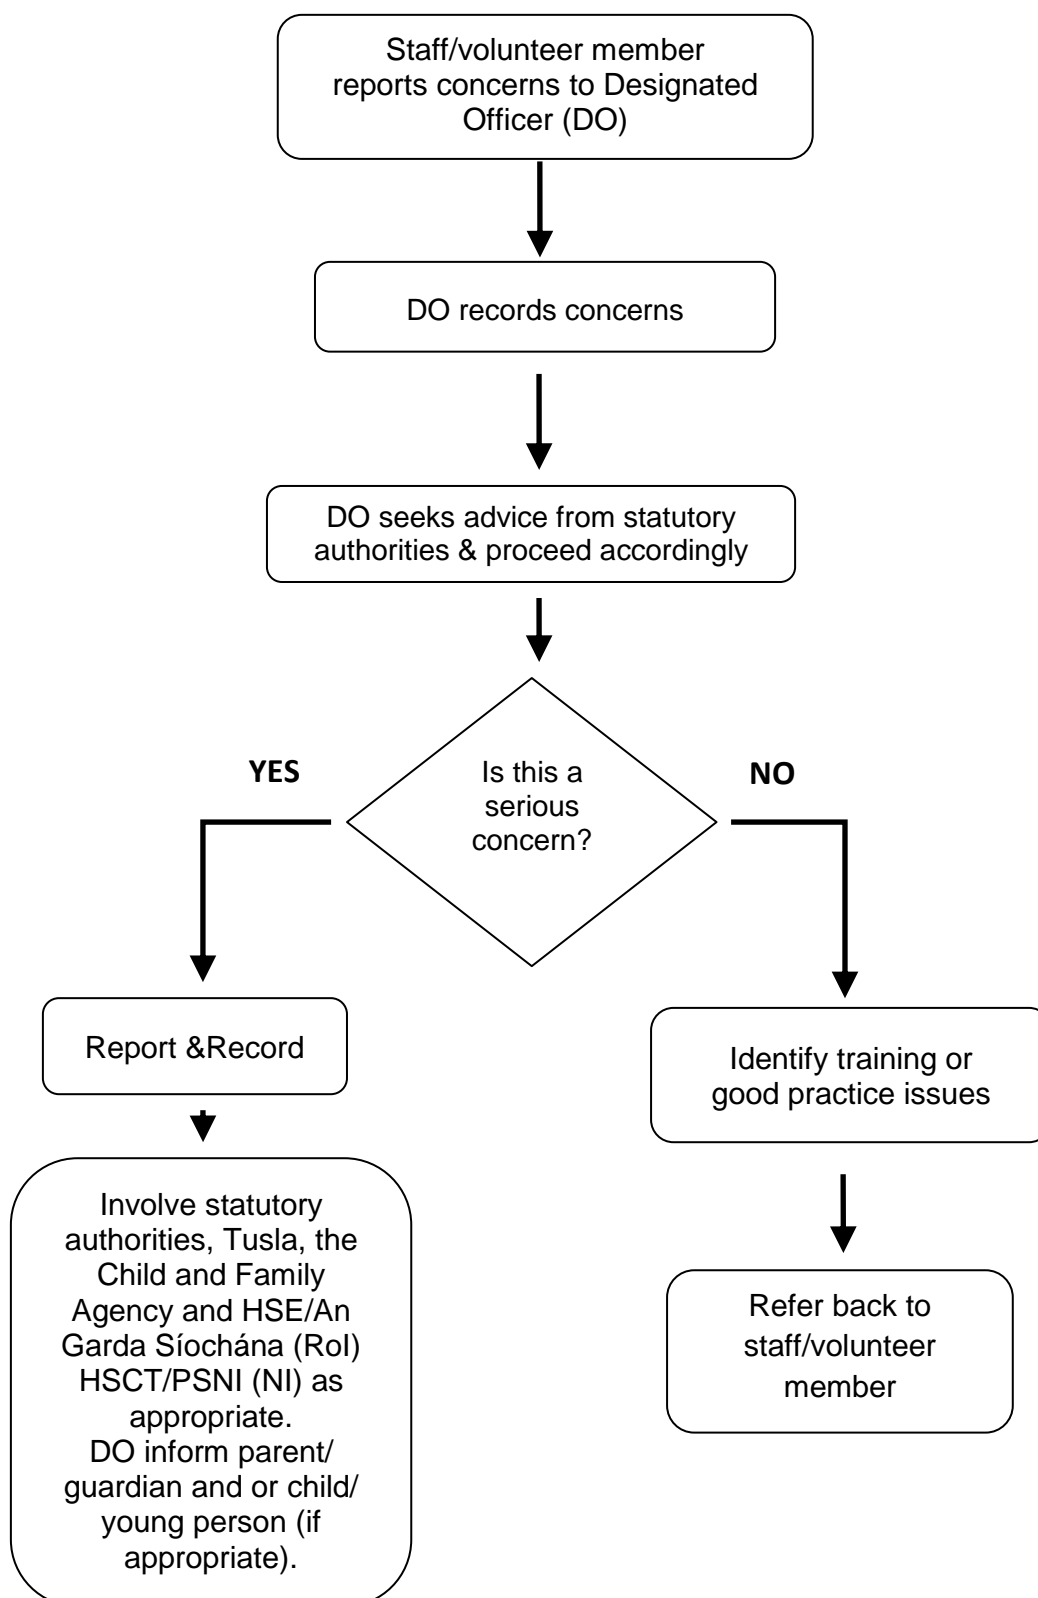 Staff/volunteer member
reports concerns to Designated
Officer (DO)
DO records concerns
DO seeks advice from statutory
authorities & proceed accordingly
Is this a
serious
concern?
YES
NO
Report &Record
Identify training or
good practice issues
Involve statutory
authorities, Tusla, the
Child and Family
Agency and HSE/An
Garda Síochána (RoI)
HSCT/PSNI (NI) as
appropriate.
DO inform parent/
guardian and or child/
young person (if
appropriate).
Refer back to
staff/volunteer
member